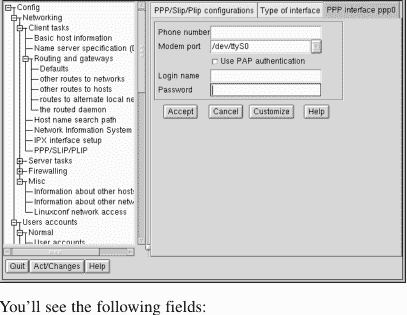 Config
Networking
Client tasks
Basic host information
Name server specification (
Routing and gateways
Defaults
other routes to networks
other routes to hosts
routes to alternate local ne
the routed daemon
Host name search path
Network Information System
IPX interface setup
PPP/SLIP/PLIP
Server tasks
Firewalling
Misc
Information about other host
Information about other netw
Linuxconf network access
Users accounts
Normal
User accounts
PPP/Slip/Plip configurations Type of interface PPP interface ppp0
Phone number
Modem port /dev/ttyS0
Use PAP authentication
Login name
Password
Accept Cancel Customize Help
Quit Act/Changes Help
You'll see the following fields: